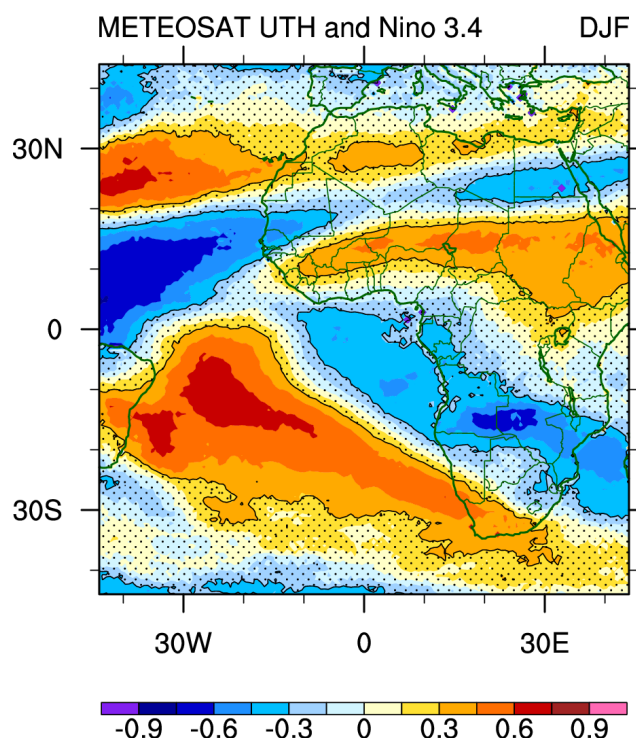 METEOSAT UTH and Nino 3.4 DJF
30N
0
30S
30W 0 30E
-0.9 -0.6 -0.3 0 0.3 0.6 0.9